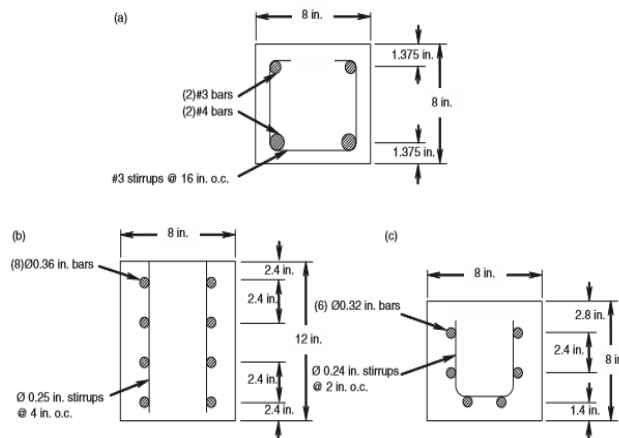 (a)
8 in.
1.375 in.
(2)#3 bars
(2)#4 bars
8 in.
1.375 in.
#3 stirrups @ 16 in. o.c.
(b)
8 in.
(8)Ø0.36 in. bars
2.4 in.
2.4 in.
12 in.
2.4 in.
Ø 0.25 in. stirrups
@ 4 in. o.c.
2.4 in.
(c)
8 in.
(6) Ø0.32 in. bars
2.8 in.
2.4 in.
8 in
Ø 0.24 in. stirrups
@ 2 in. o.c.
1.4 in.